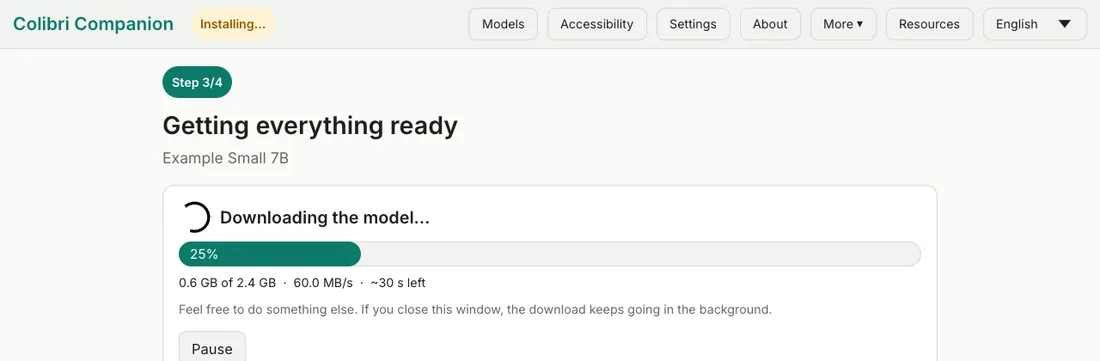 Colibri Companion Installing... Models Accessibility Settings About More ▾ Resources English ▼
Step 3/4
Getting everything ready
Example Small 7B
Downloading the model...
25%
0.6 GB of 2.4 GB · 60.0 MB/s · ~30 s left
Feel free to do something else. If you close this window, the download keeps going in the background.
Pause